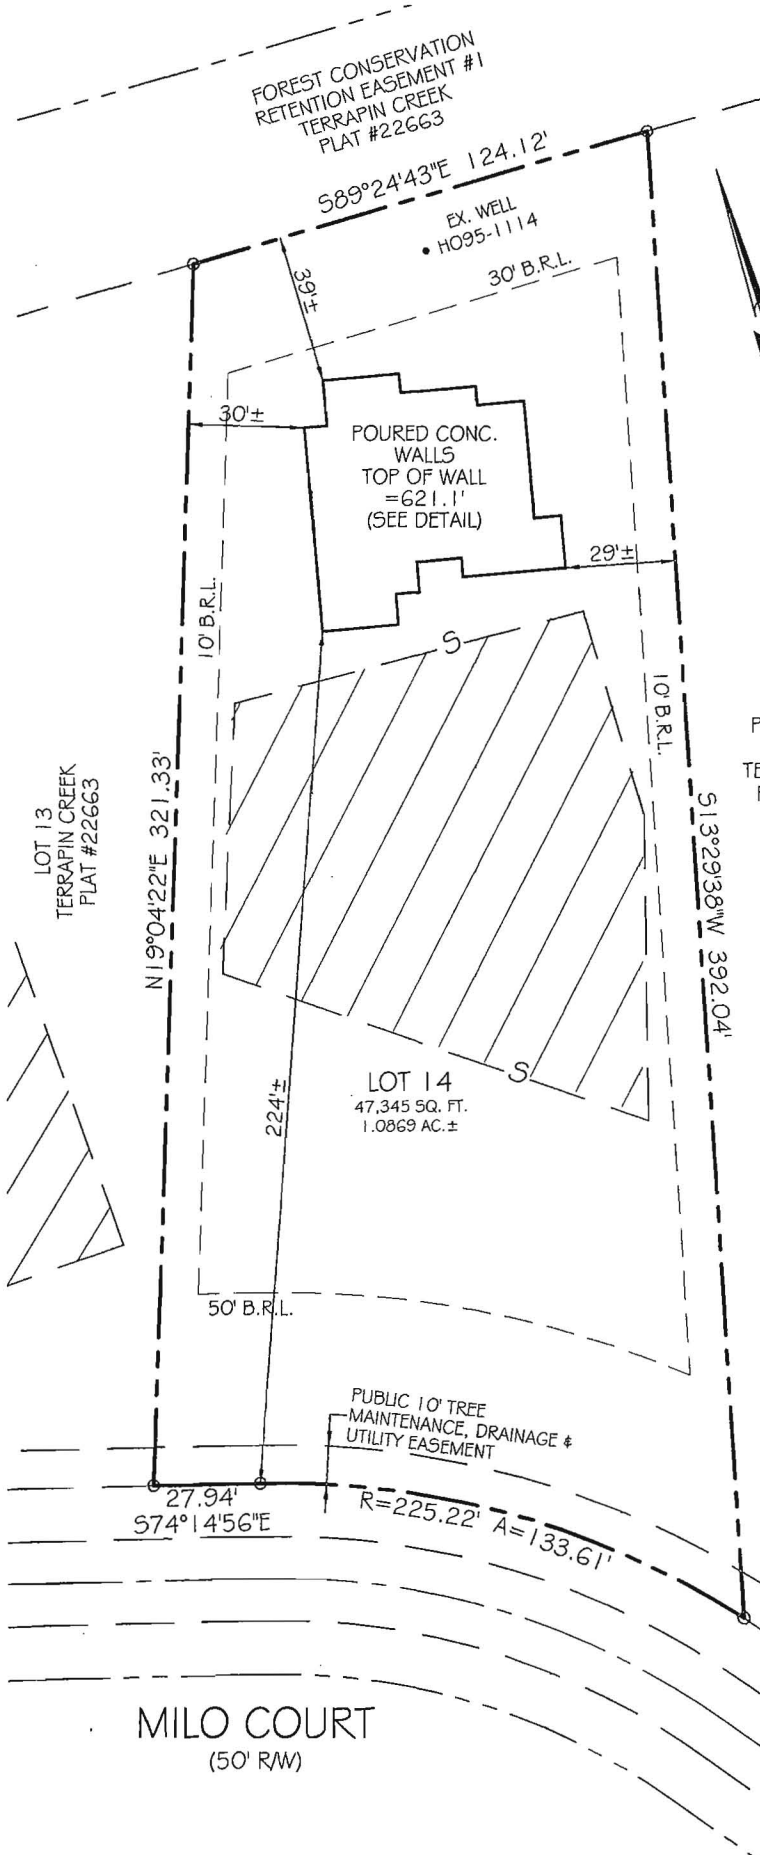 FOREST CONSERVATION
RETENTION EASEMENT #1
TERRAPIN CREEK
PLAT #22663
S89°24'43"E 124.12'
EX. WELL
HO95-1114
30' B.R.L.
39'±
30'±
POURED CONC.
WALLS
TOP OF WALL
=621.1'
(SEE DETAIL)
29'±
10' B.R.L.
S
10' B.R.L.
P
TE
F
LOT 13
TERRAPIN CREEK
PLAT #22663
N19°04'22"E 321.33'
S13°29'38"W 392.04'
224'±
S
LOT 14
47,345 SQ. FT.
1.0869 AC.±
50' B.R.L.
PUBLIC 10' TREE
MAINTENANCE, DRAINAGE &
UTILITY EASEMENT
27.94'
S74°14'56"E
R=225.22' A=133.61'
MILO COURT
(50' R/W)